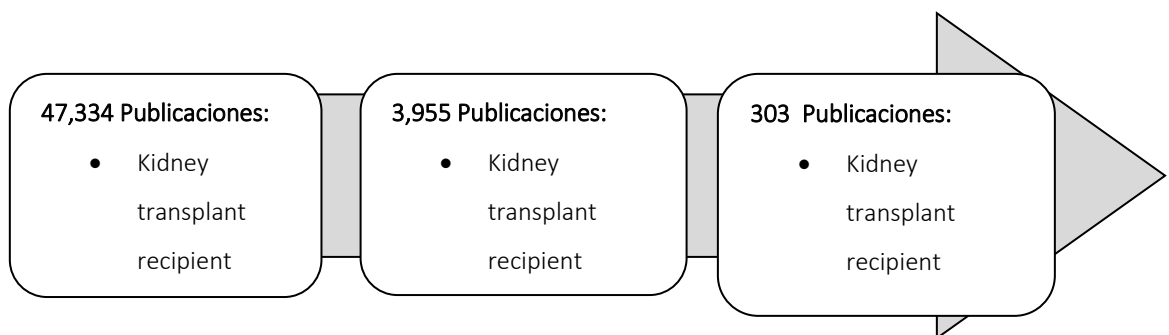 47,334 Publicaciones:
• Kidney
transplant
recipient
3,955 Publicaciones:
• Kidney
transplant
recipient
303 Publicaciones:
• Kidney
transplant
recipient